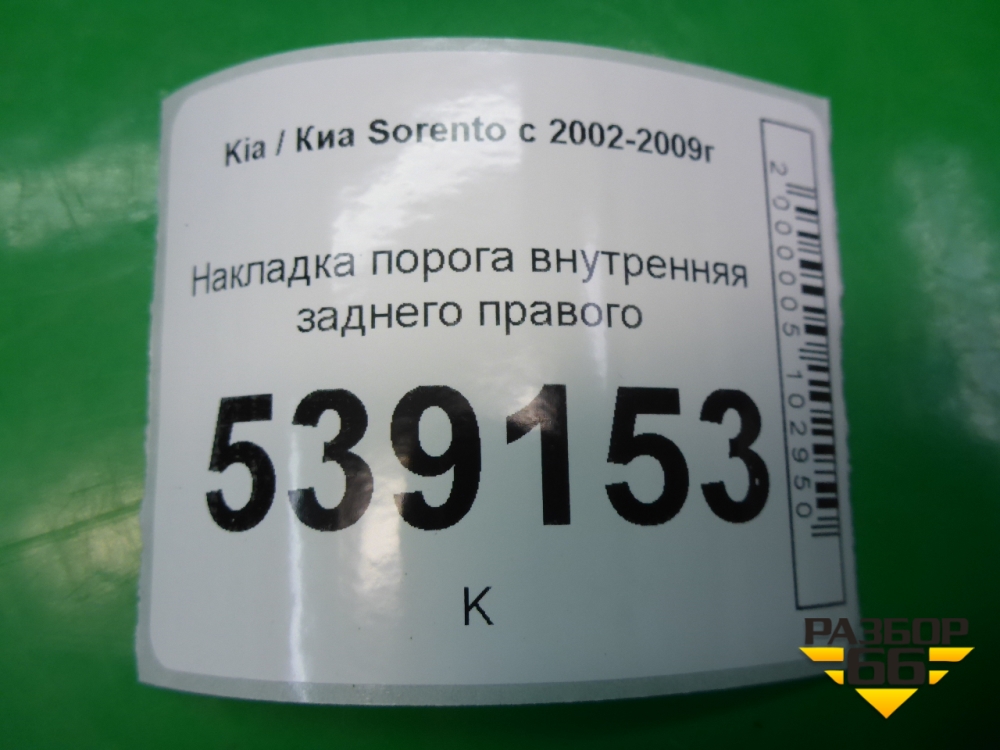 Kia / Киа Sorento с 2002-2009г
Накладка порога внутренняя
заднего правого
539153
К
2000005102950
РАЗБОР
66